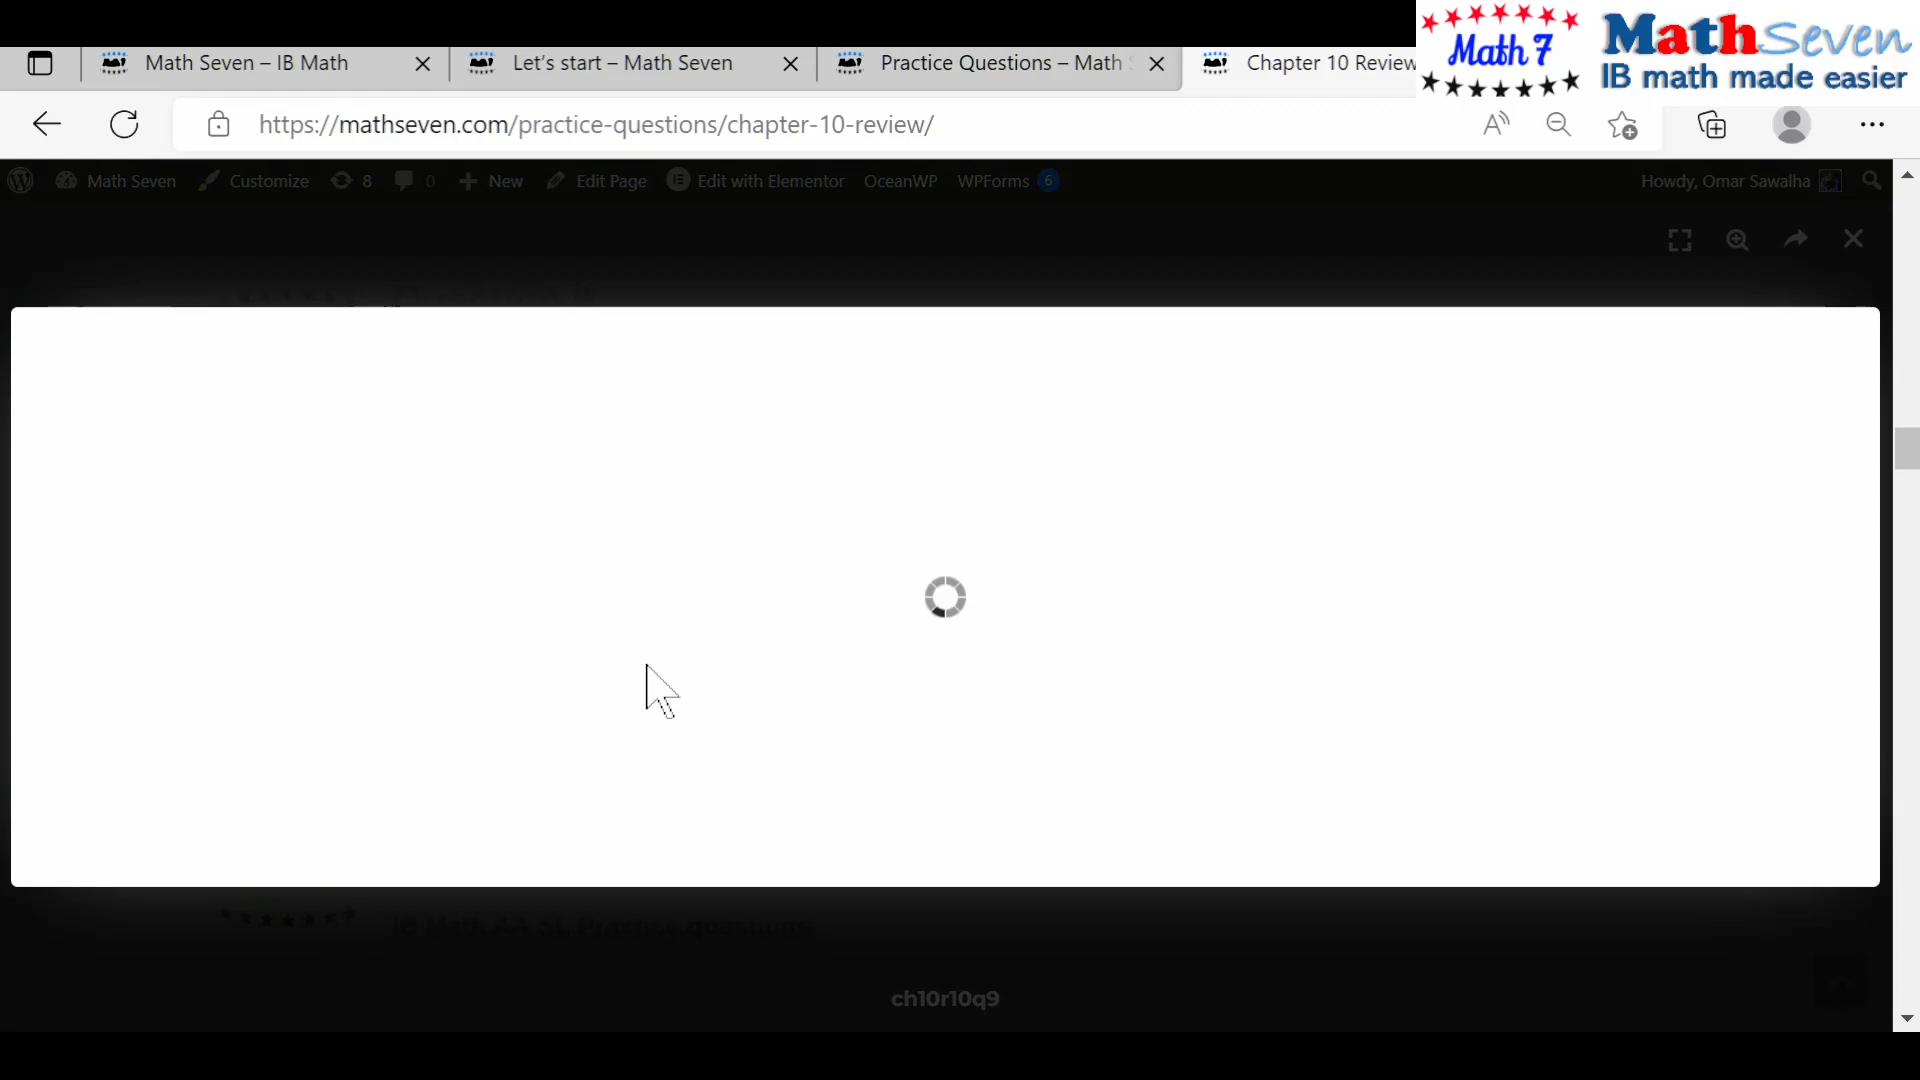 Math Seven – IB Math
Let's start – Math Seven
Practice Questions – Math
Chapter 10 Review
Math 7
MathSeven
IB math made easier
https://mathseven.com/practice-questions/chapter-10-review/
Math Seven
Customize
8
0
New
Edit Page
Edit with Elementor
OceanWP
WPForms 6
Howdy, Omar Sawalha
IB Math AA SL Practice questions
ch10r10q9